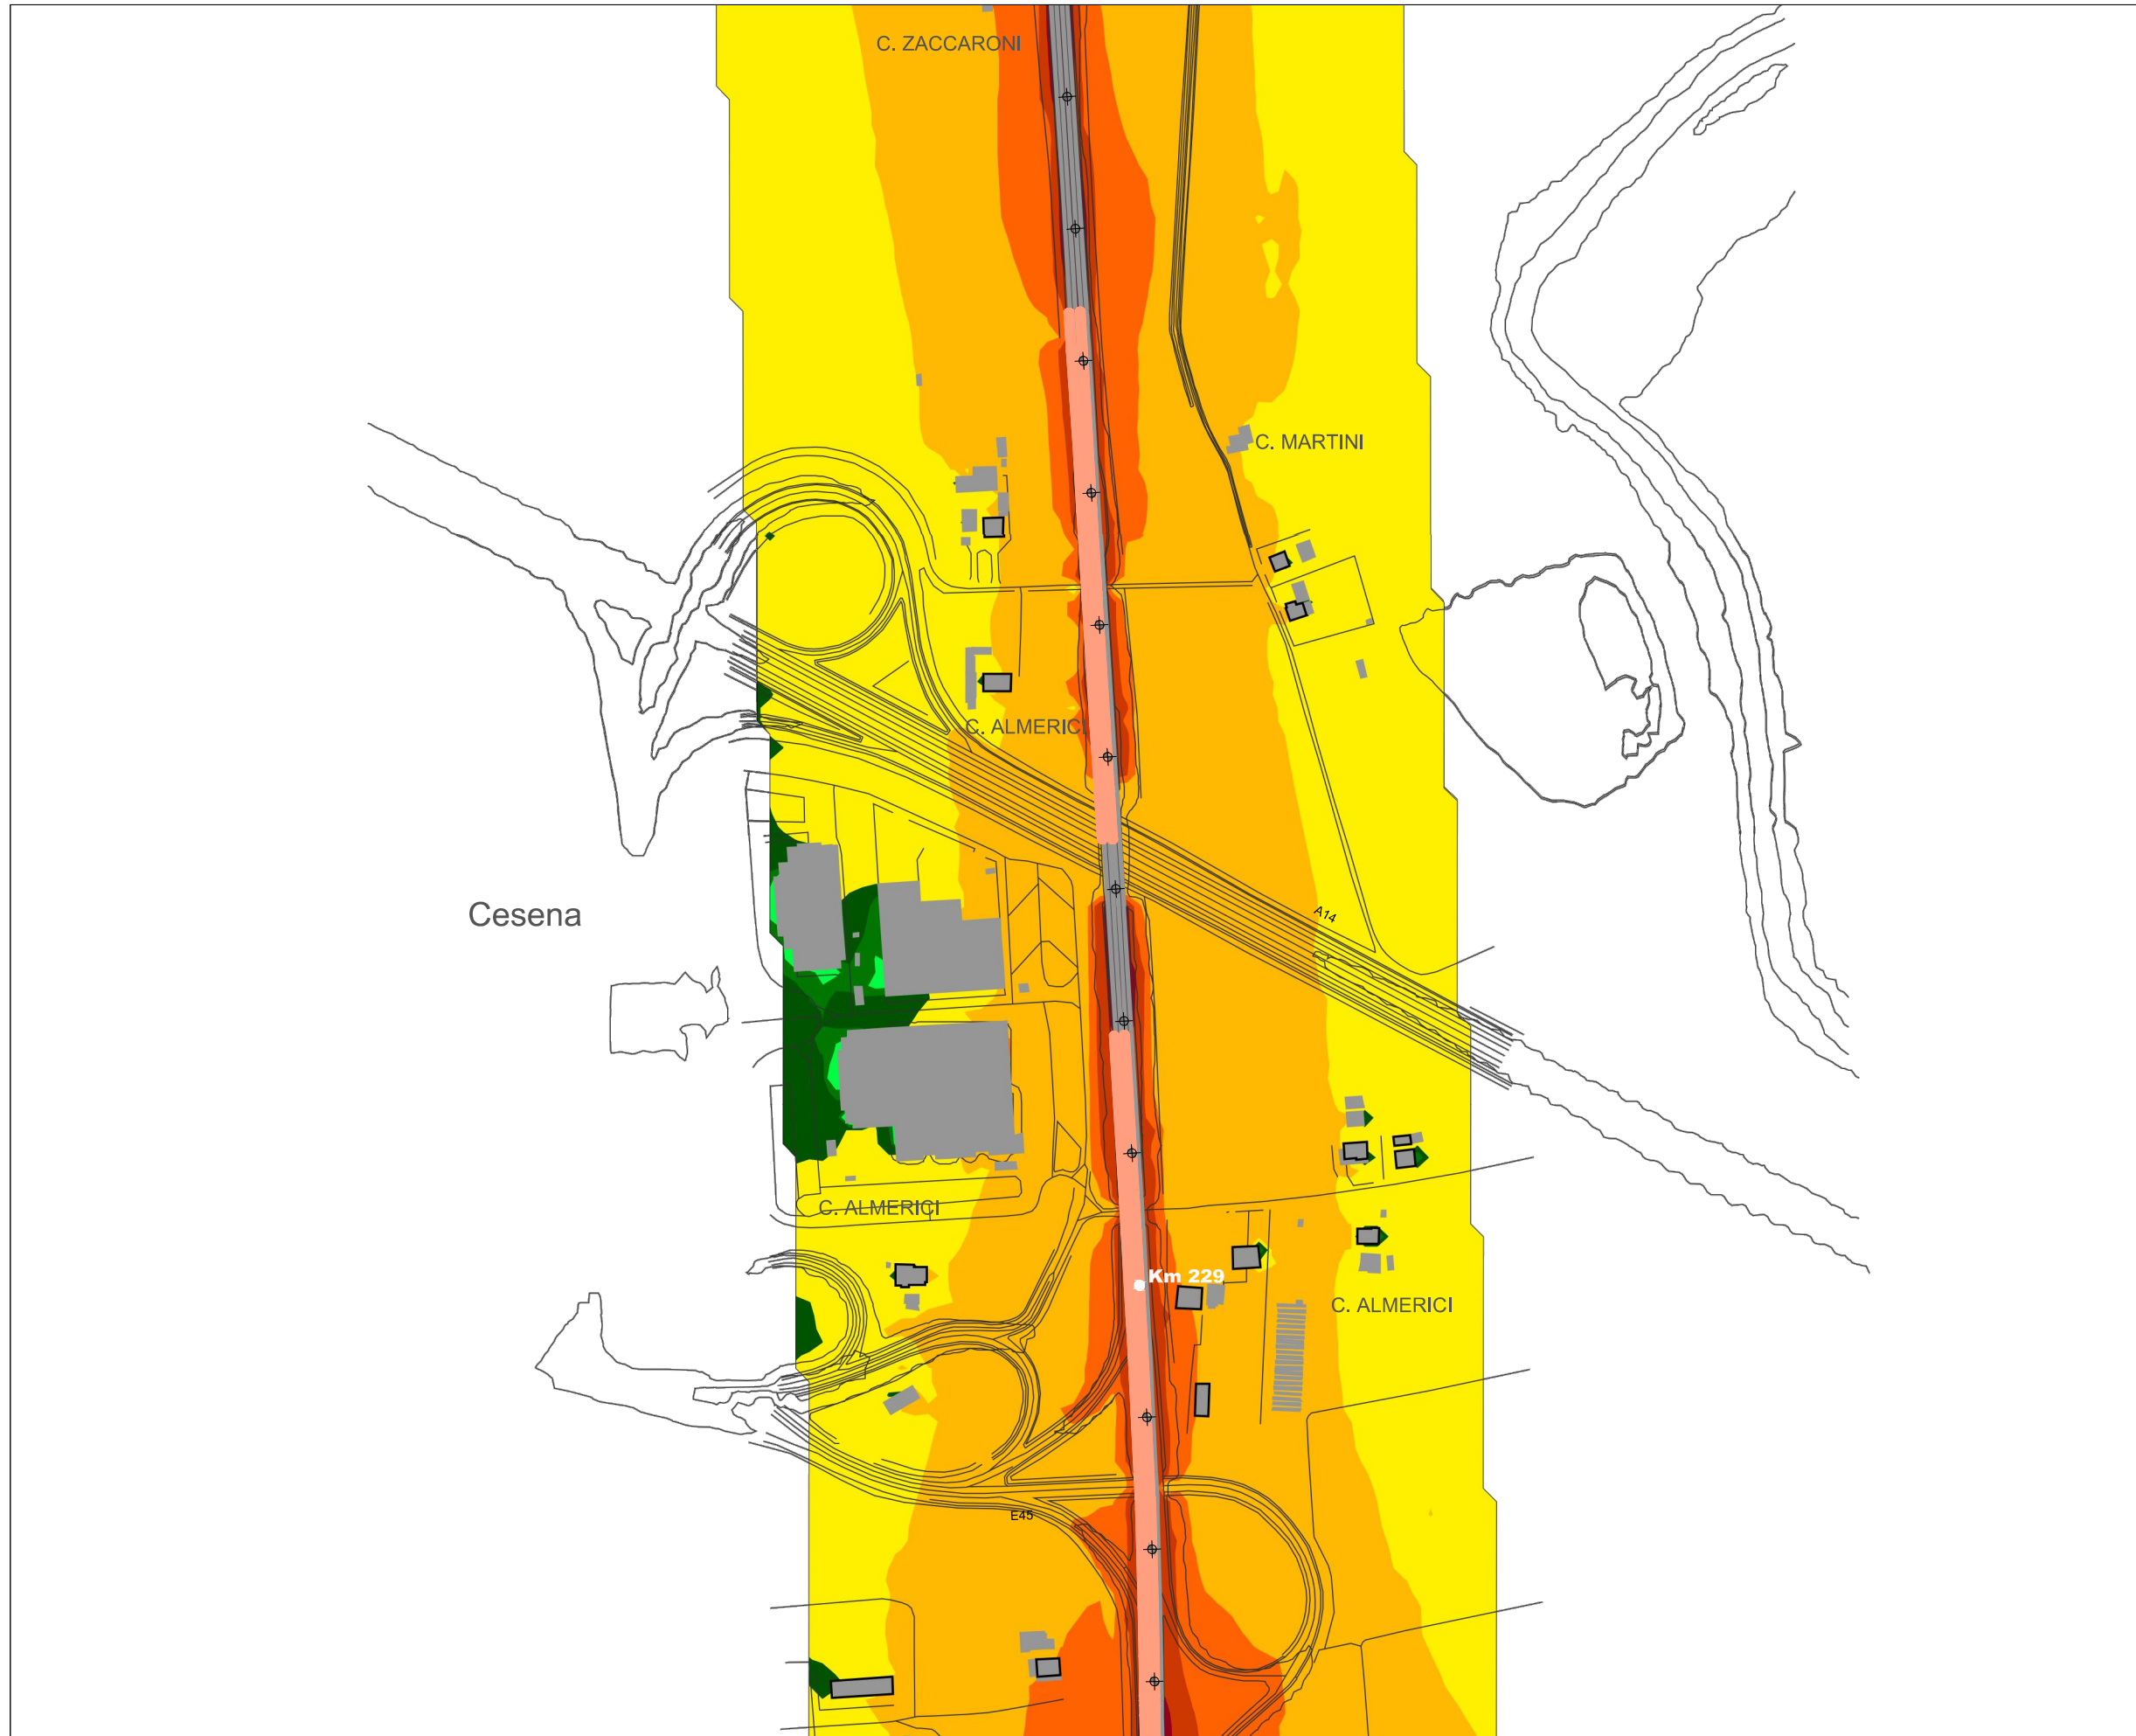 C. ZACCARONI
C. MARTINI
C. ALMERICI
Cesena
A14
C. ALMERICI
Km 229
C. ALMERICI
E45